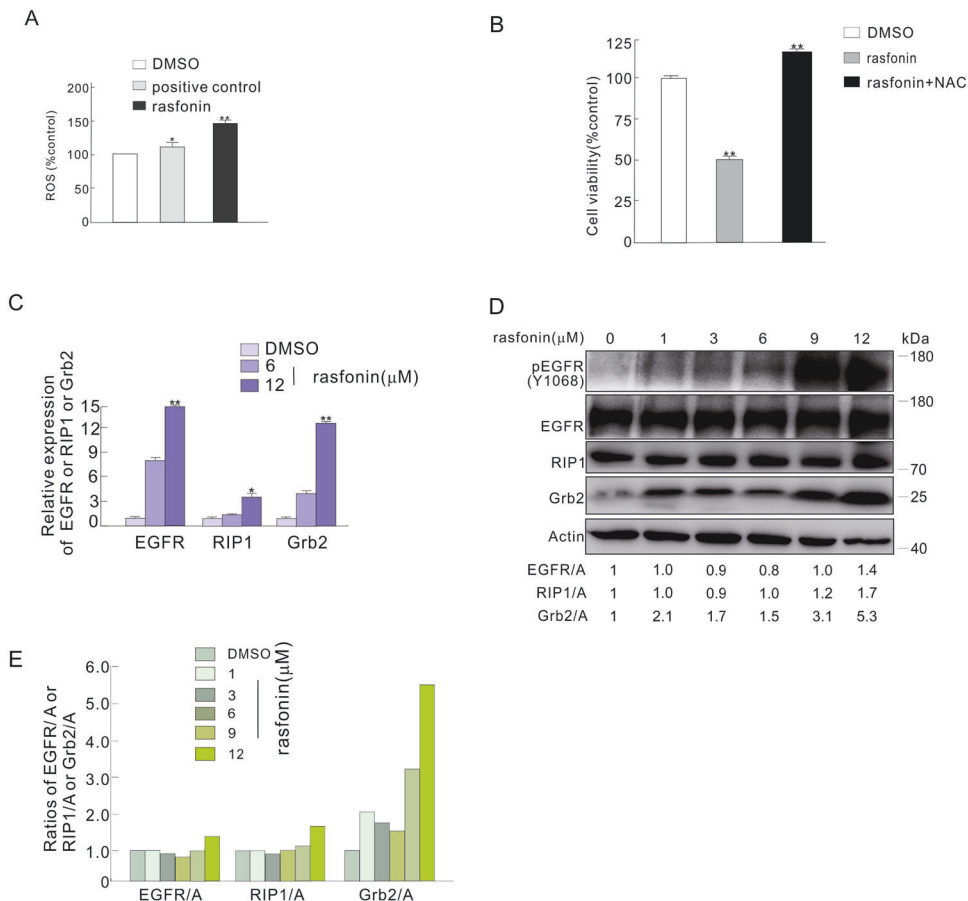 A
DMSO
positive control
rasfonin
ROS (%control)
200
150
100
50
0
*
**
B
DMSO
rasfonin
rasfonin+NAC
Cell viability(%control)
125
100
75
50
25
0
**
**
C
DMSO
6
12
rasfonin(μM)
Relative expression
of EGFR or RIP1 or Grb2
15
12
9
6
3
0
**
*
**
EGFR RIP1 Grb2
D
rasfonin(μM) 0 1 3 6 9 12 kDa
pEGFR
(Y1068)
180
180
EGFR
RIP1
70
Grb2
25
Actin
40
EGFR/A 1 1.0 0.9 0.8 1.0 1.4
RIP1/A 1 1.0 0.9 1.0 1.2 1.7
Grb2/A 1 2.1 1.7 1.5 3.1 5.3
E
DMSO
1
3
6
9
12
rasfonin(μM)
Ratios of EGFR/ A or
RIP1/A or Grb2/A
6.0
5.0
4.0
3.0
2.0
1.0
0
EGFR/A RIP1/A Grb2/A